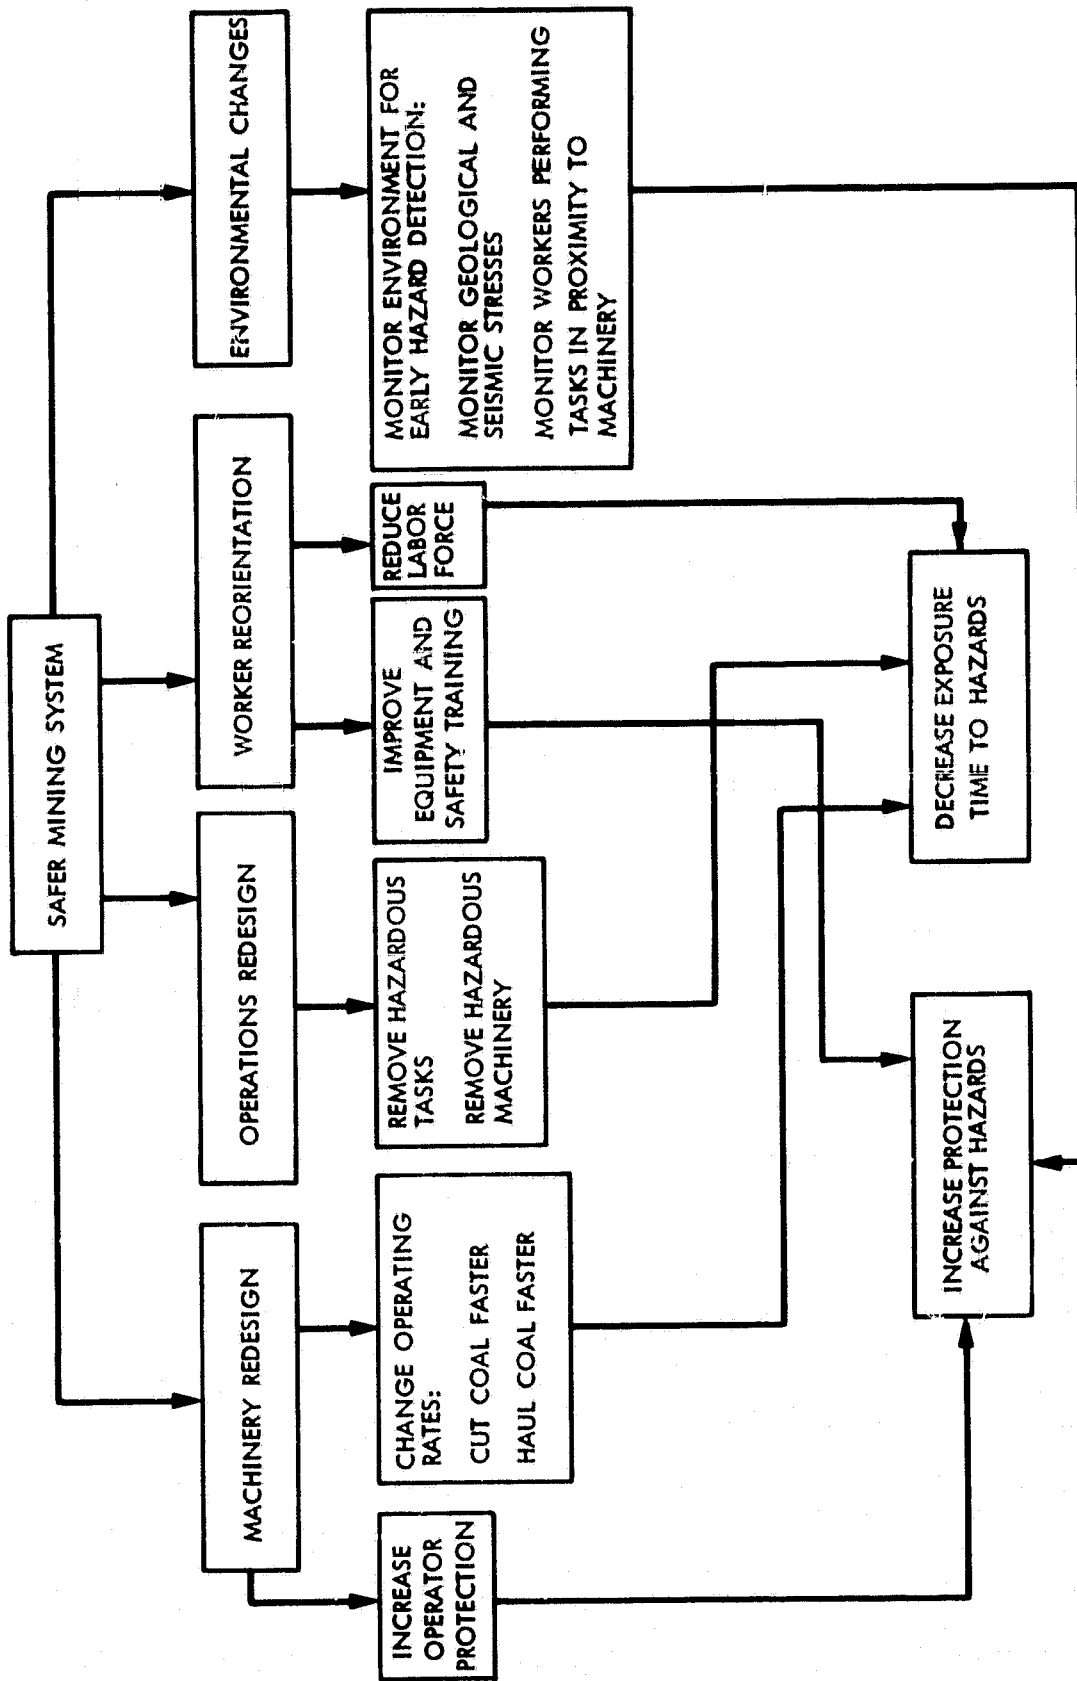 SAFER MINING SYSTEM
MACHINERY REDESIGN
OPERATIONS REDESIGN
WORKER REORIENTATION
ENVIRONMENTAL CHANGES
INCREASE
OPERATOR
PROTECTION
CHANGE OPERATING
RATES:
CUT COAL FASTER
HAUL COAL FASTER
REMOVE HAZARDOUS
TASKS
REMOVE HAZARDOUS
MACHINERY
IMPROVE
EQUIPMENT AND
SAFETY TRAINING
REDUCE
LABOR
FORCE
MONITOR ENVIRONMENT FOR
EARLY HAZARD DETECTION:
MONITOR GEOLOGICAL AND
SEISMIC STRESSES
MONITOR WORKERS PERFORMING
TASKS IN PROXIMITY TO
MACHINERY
INCREASE PROTECTION
AGAINST HAZARDS
DECREASE EXPOSURE
TIME TO HAZARDS